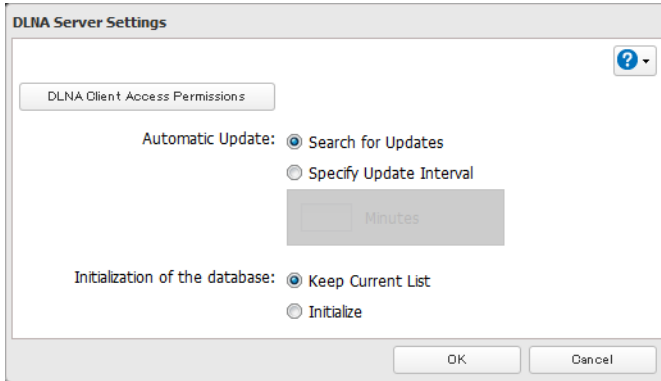 DLNA Server Settings
?
DLNA Client Access Permissions
Automatic Update: Search for Updates
Specify Update Interval
Minutes
Initialization of the database: Keep Current List
Initialize
OK Cancel